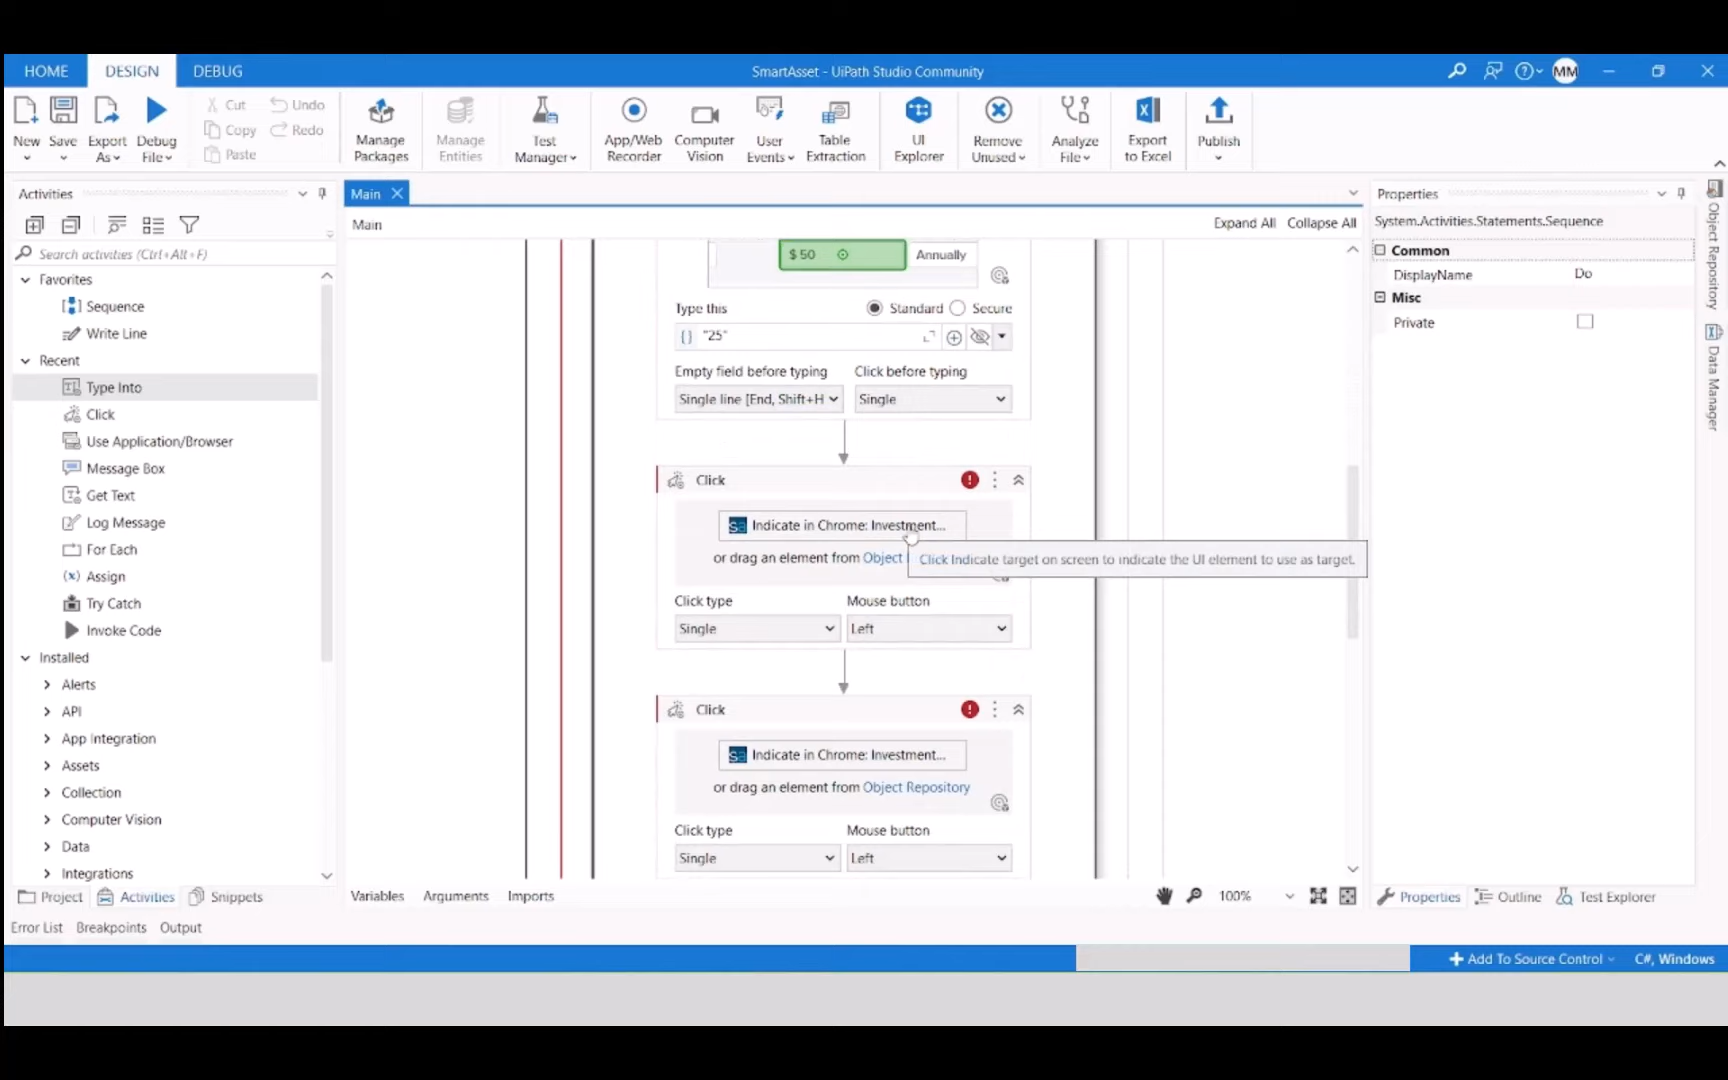 HOME DESIGN DEBUG SmartAsset - UiPath Studio Community MM
New Save Export As Debug File Cut Copy Paste Undo Redo Manage Packages Manage Entities Test Manager App/Web Recorder Computer Vision User Events Table Extraction UI Explorer Remove Unused Analyze File Export to Excel Publish
Activities
Search activities (Ctrl+Alt+F)
Favorites
Sequence
Write Line
Recent
Type Into
Click
Use Application/Browser
Message Box
Get Text
Log Message
For Each
Assign
Try Catch
Invoke Code
Installed
Alerts
API
App Integration
Assets
Collection
Computer Vision
Data
Integrations
Project Activities Snippets
Main
Main Expand All Collapse All
$ 50 Annually
Type this Standard Secure
{} "25"
Empty field before typing Click before typing
Single line [End, Shift+H Single
Click
sa Indicate in Chrome: Investment...
or drag an element from Object
Click Indicate target on screen to indicate the UI element to use as target.
Click type Mouse button
Single Left
Click
sa Indicate in Chrome: Investment...
or drag an element from Object Repository
Click type Mouse button
Single Left
Variables Arguments Imports 100%
Properties
System.Activities.Statements.Sequence
Common
DisplayName Do
Misc
Private
Properties Outline Test Explorer
Object Repository
Data Manager
Error List Breakpoints Output
Add To Source Control C#, Windows